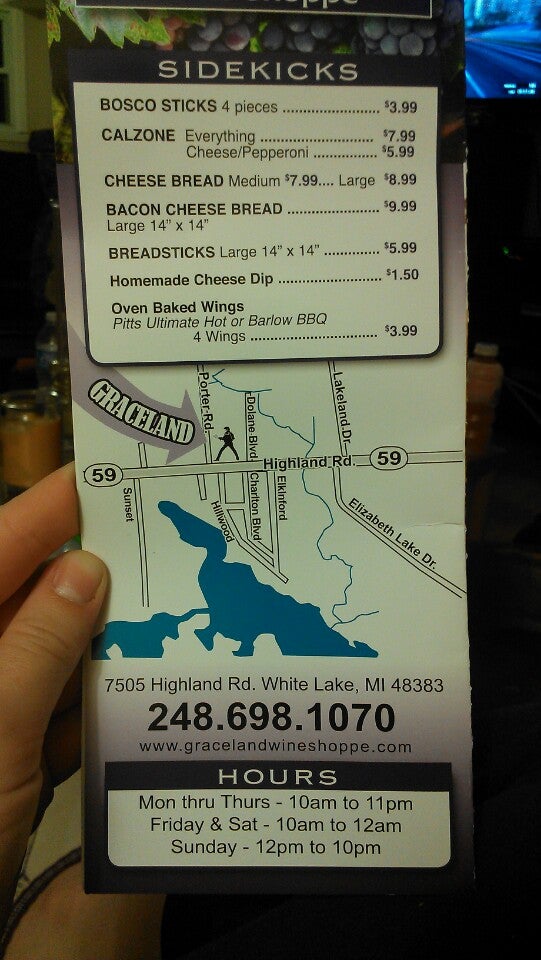 SIDEKICKS
BOSCO STICKS 4 pieces ..................... $3.99
CALZONE Everything ........................ $7.99
Cheese/Pepperoni .............. $5.99
CHEESE BREAD Medium $7.99.... Large $8.99
BACON CHEESE BREAD .................... $9.99
Large 14" x 14"
BREADSTICKS Large 14" x 14" ............ $5.99
Homemade Cheese Dip ...................... $1.50
Oven Baked Wings
Pitts Ultimate Hot or Barlow BBQ
4 Wings ........................... $3.99
GRACELAND
Porter Rd.
Dolane Blvd
Lakeland Dr.
59
Highland Rd.
59
Sunset
Hillwood
Charlton Blvd
Elkinford
Elizabeth Lake Dr.
7505 Highland Rd. White Lake, MI 48383
248.698.1070
www.gracelandwineshoppe.com
HOURS
Mon thru Thurs - 10am to 11pm
Friday & Sat - 10am to 12am
Sunday - 12pm to 10pm